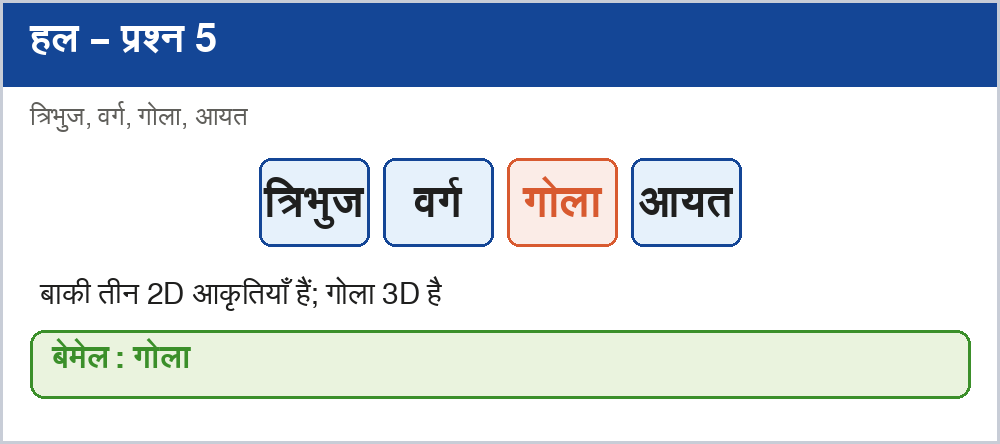 हल – प्रश्न 5
त्रिभुज, वर्ग, गोला, आयत
त्रिभुज वर्ग गोला आयत
बाकी तीन 2D आकृतियाँ हैं; गोला 3D है
बेमेल : गोला